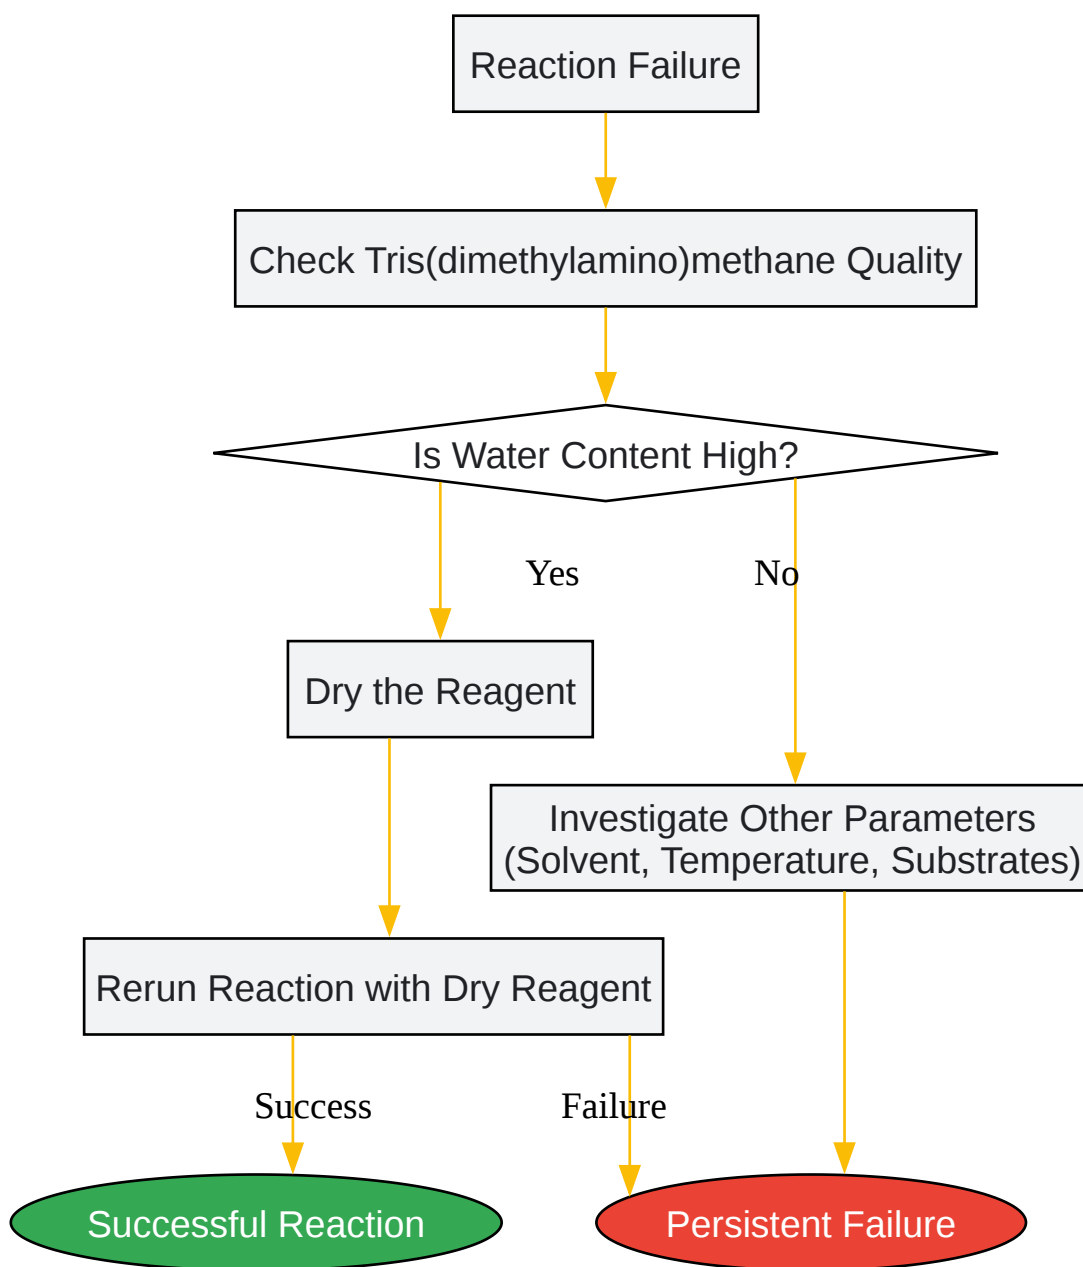 Reaction Failure
Check Tris(dimethylamino)methane Quality
Is Water Content High?
Yes
No
Dry the Reagent
Investigate Other Parameters
(Solvent, Temperature, Substrates)
Rerun Reaction with Dry Reagent
Success
Failure
Successful Reaction
Persistent Failure